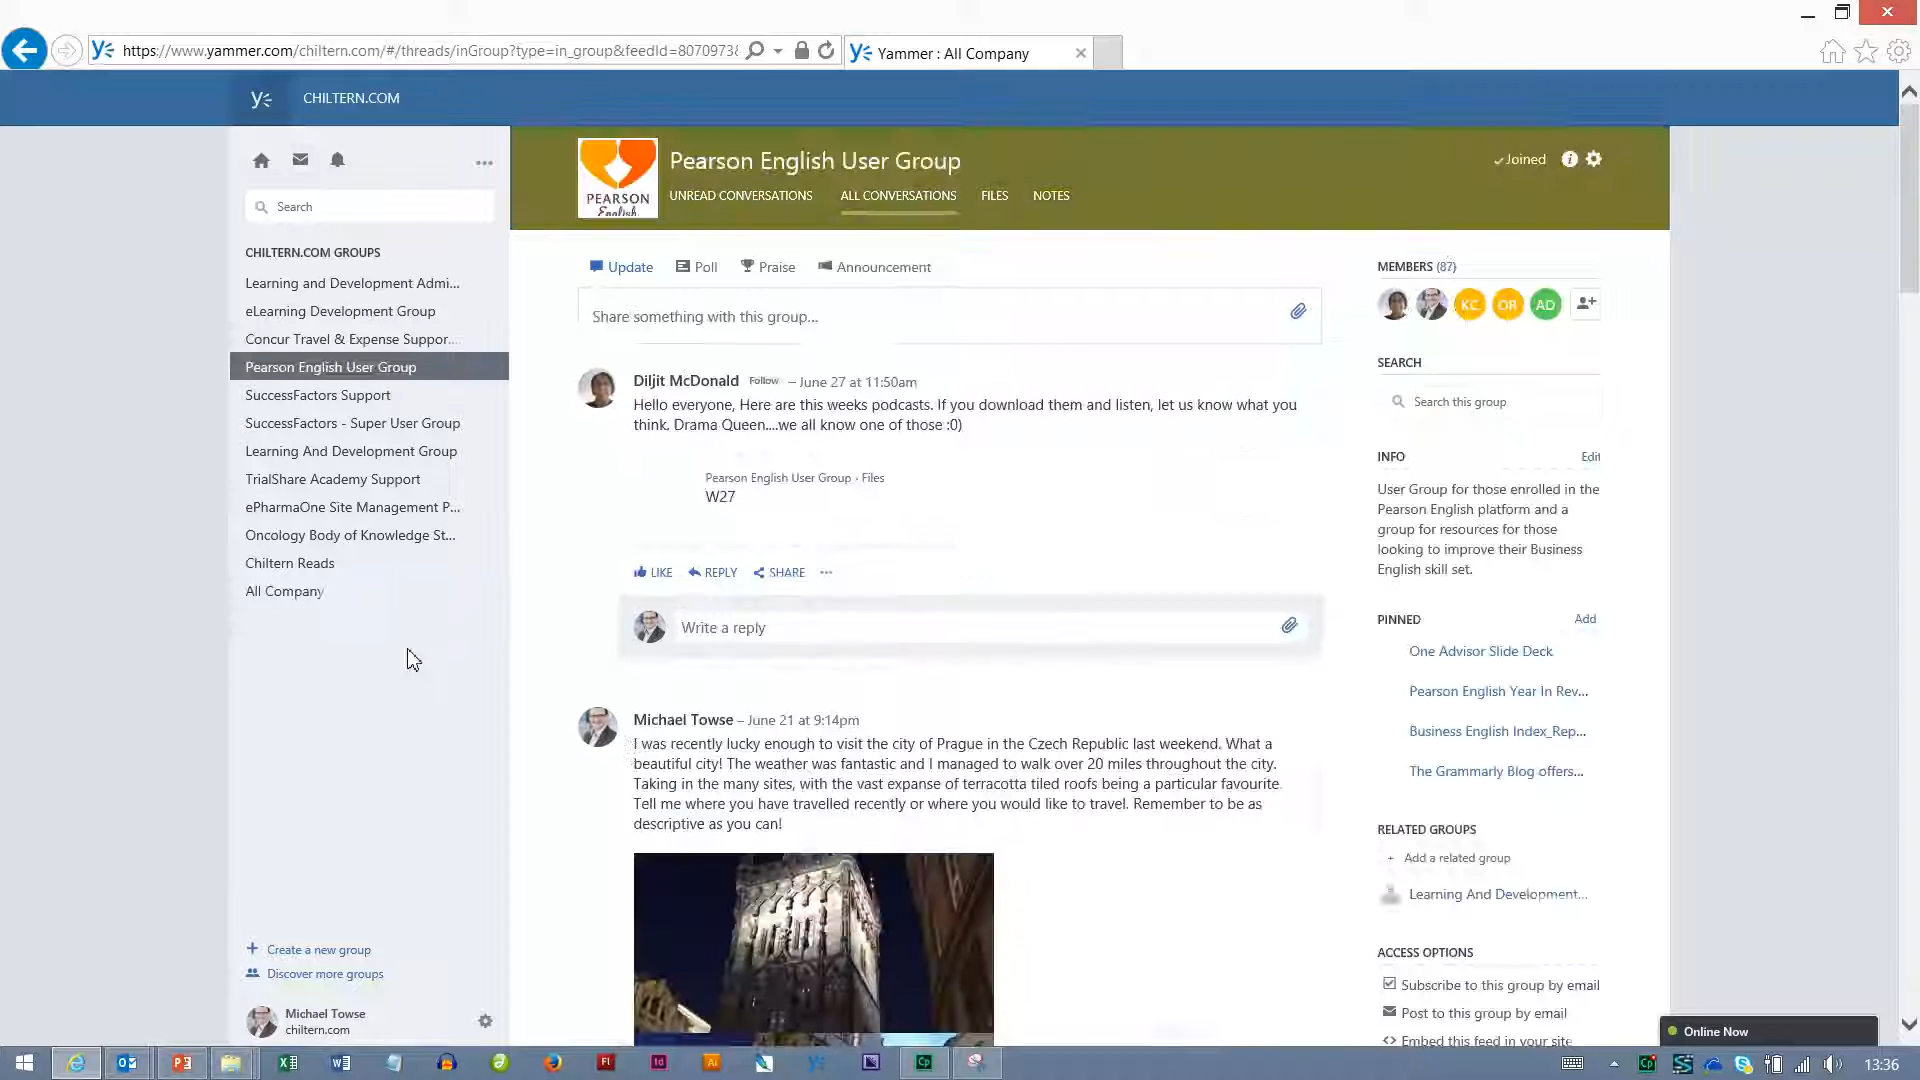 https://www.yammer.com/chiltern.com/#/threads/inGroup?type=in_group&feedId=8070973&
Yammer : All Company
CHILTERN.COM
Search
CHILTERN.COM GROUPS
Learning and Development Admi...
eLearning Development Group
Concur Travel & Expense Suppor...
Pearson English User Group
SuccessFactors Support
SuccessFactors - Super User Group
Learning And Development Group
TrialShare Academy Support
ePharmaOne Site Management P...
Oncology Body of Knowledge St...
Chiltern Reads
All Company
+ Create a new group
Discover more groups
Michael Towse
chiltern.com
PEARSON
English
Pearson English User Group
UNREAD CONVERSATIONS ALL CONVERSATIONS FILES NOTES
Joined
Update Poll Praise Announcement
Share something with this group...
Diljit McDonald Follow – June 27 at 11:50am
Hello everyone, Here are this weeks podcasts. If you download them and listen, let us know what you
think. Drama Queen....we all know one of those :0)
Pearson English User Group › Files
W27
LIKE REPLY SHARE ...
Write a reply
Michael Towse – June 21 at 9:14pm
I was recently lucky enough to visit the city of Prague in the Czech Republic last weekend. What a
beautiful city! The weather was fantastic and I managed to walk over 20 miles throughout the city.
Taking in the many sites, with the vast expanse of terracotta tiled roofs being a particular favourite.
Tell me where you have travelled recently or where you would like to travel. Remember to be as
descriptive as you can!
MEMBERS (87)
KC OR AD
SEARCH
Search this group
INFO Edit
User Group for those enrolled in the
Pearson English platform and a
group for resources for those
looking to improve their Business
English skill set.
PINNED Add
One Advisor Slide Deck
Pearson English Year In Rev...
Business English Index_Rep...
The Grammarly Blog offers...
RELATED GROUPS
+ Add a related group
Learning And Development...
ACCESS OPTIONS
Subscribe to this group by email
Post to this group by email
<> Embed this feed in your site
Online Now
13:36